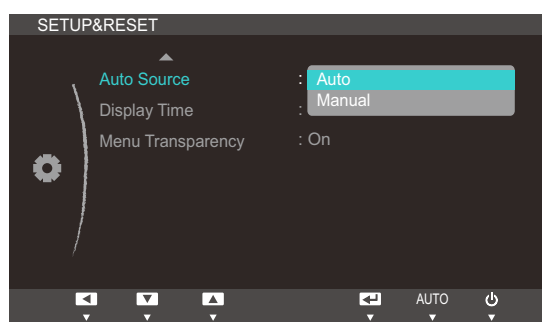 SETUP&RESET
Auto Source : Auto
Manual
Display Time :
Menu Transparency : On
AUTO